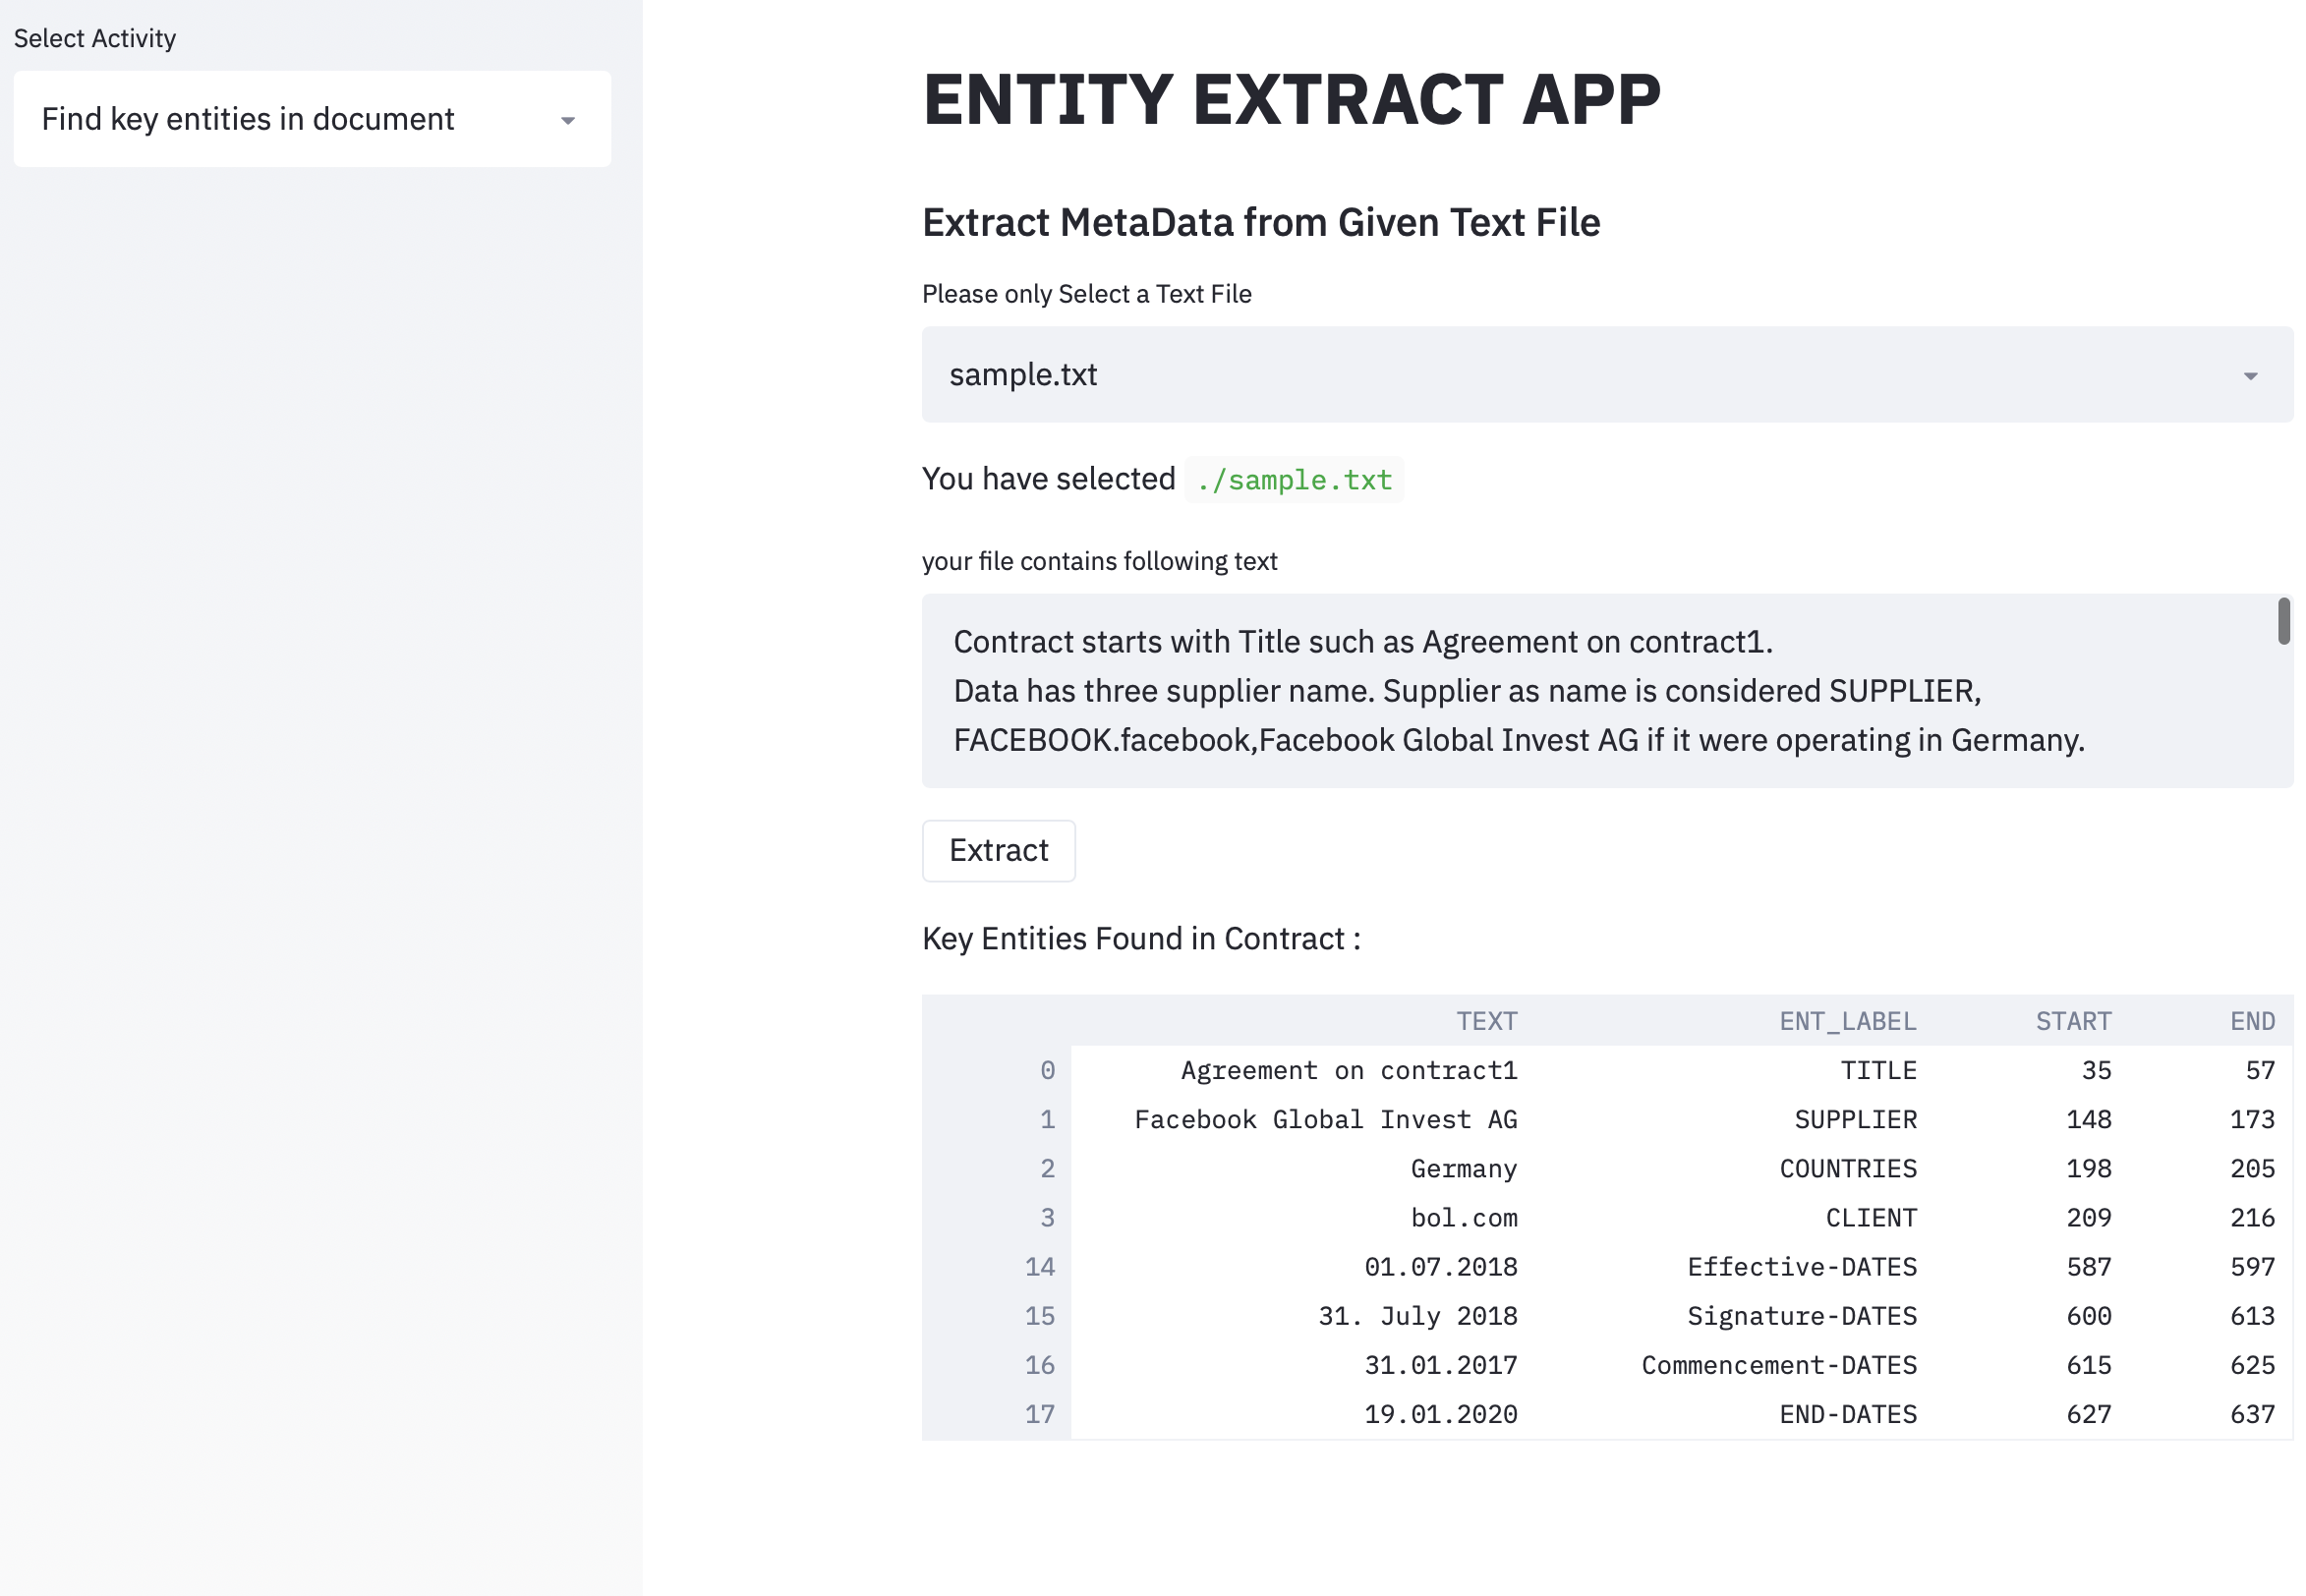 Select Activity
Find key entities in document
ENTITY EXTRACT APP
Extract MetaData from Given Text File
Please only Select a Text File
sample.txt
You have selected ./sample.txt
your file contains following text
Contract starts with Title such as Agreement on contract1.
Data has three supplier name. Supplier as name is considered SUPPLIER,
FACEBOOK.facebook,Facebook Global Invest AG if it were operating in Germany.
Extract
Key Entities Found in Contract :
TEXT ENT_LABEL START END
0 Agreement on contract1 TITLE 35 57
1 Facebook Global Invest AG SUPPLIER 148 173
2 Germany COUNTRIES 198 205
3 bol.com CLIENT 209 216
14 01.07.2018 Effective-DATES 587 597
15 31. July 2018 Signature-DATES 600 613
16 31.01.2017 Commencement-DATES 615 625
17 19.01.2020 END-DATES 627 637